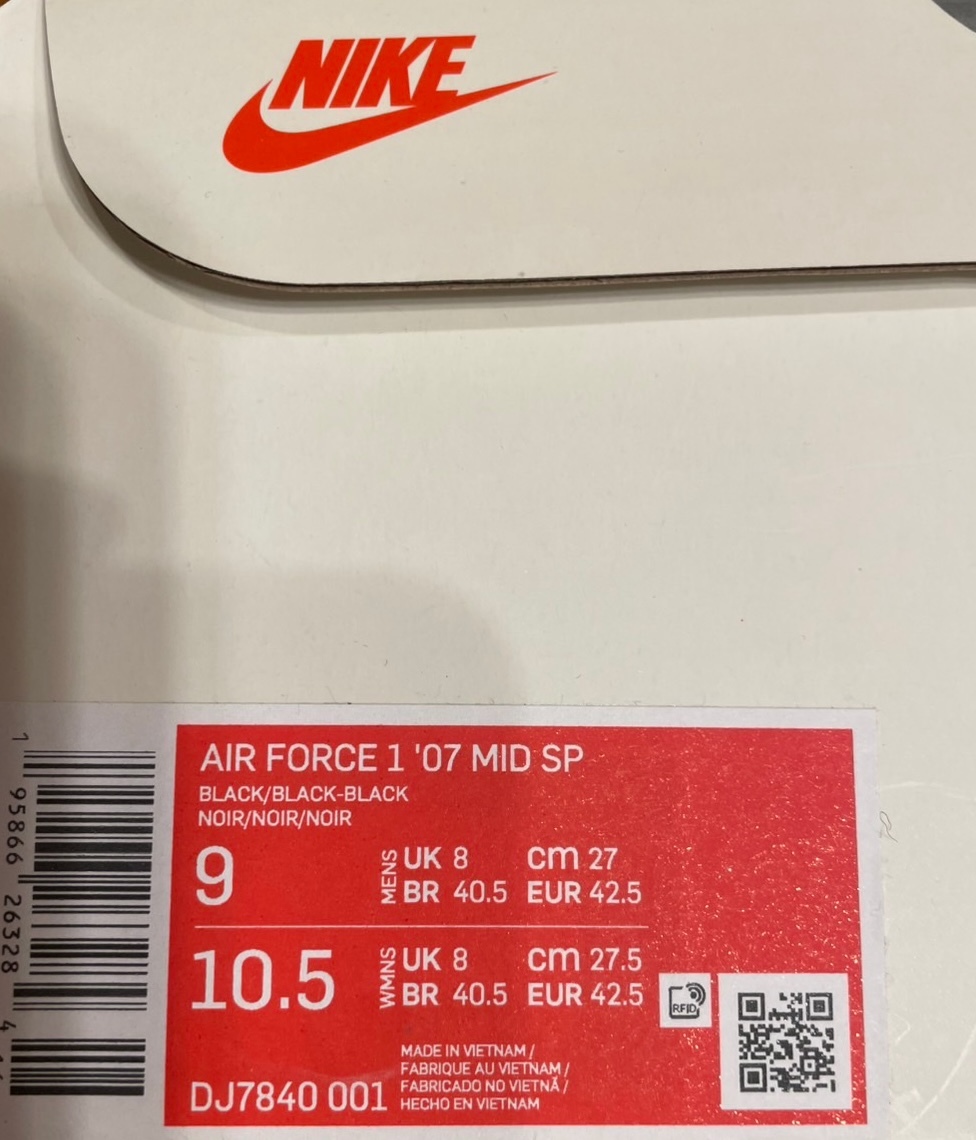 NIKE
AIR FORCE 1 '07 MID SP
BLACK/BLACK-BLACK
NOIR/NOIR/NOIR
9
MENS
UK 8 cm 27
BR 40.5 EUR 42.5
10.5
WMNS
UK 8 cm 27.5
BR 40.5 EUR 42.5
RFID
MADE IN VIETNAM /
FABRIQUE AU VIETNAM /
FABRICADO NO VIETNÃ /
HECHO EN VIETNAM
DJ7840 001
1 95866 26328 4